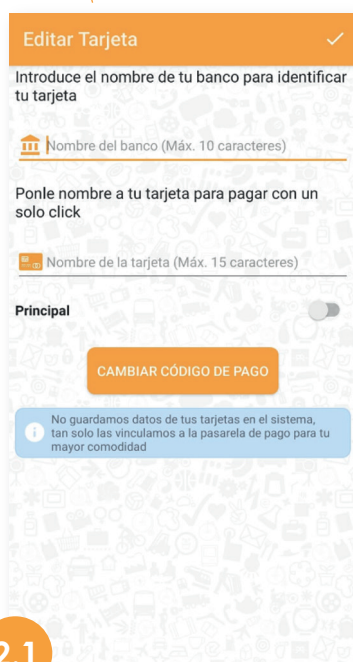 Editar Tarjeta
Introduce el nombre de tu banco para identificar
tu tarjeta
Nombre del banco (Máx. 10 caracteres)
Ponle nombre a tu tarjeta para pagar con un
solo click
Nombre de la tarjeta (Máx. 15 caracteres)
Principal
CAMBIAR CÓDIGO DE PAGO
No guardamos datos de tus tarjetas en el sistema,
tan solo las vinculamos a la pasarela de pago para tu
mayor comodidad
2.1